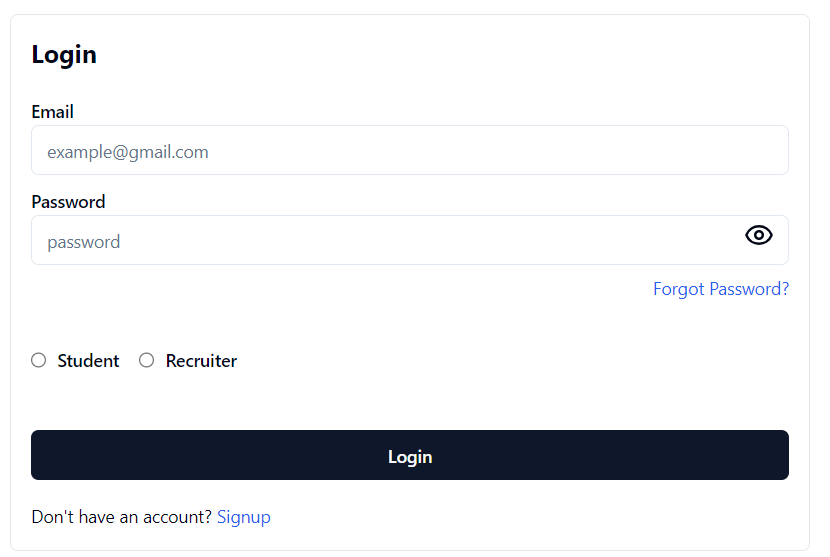 Login
Email
example@gmail.com
Password
password
Forgot Password?
Student Recruiter
Login
Don't have an account? Signup